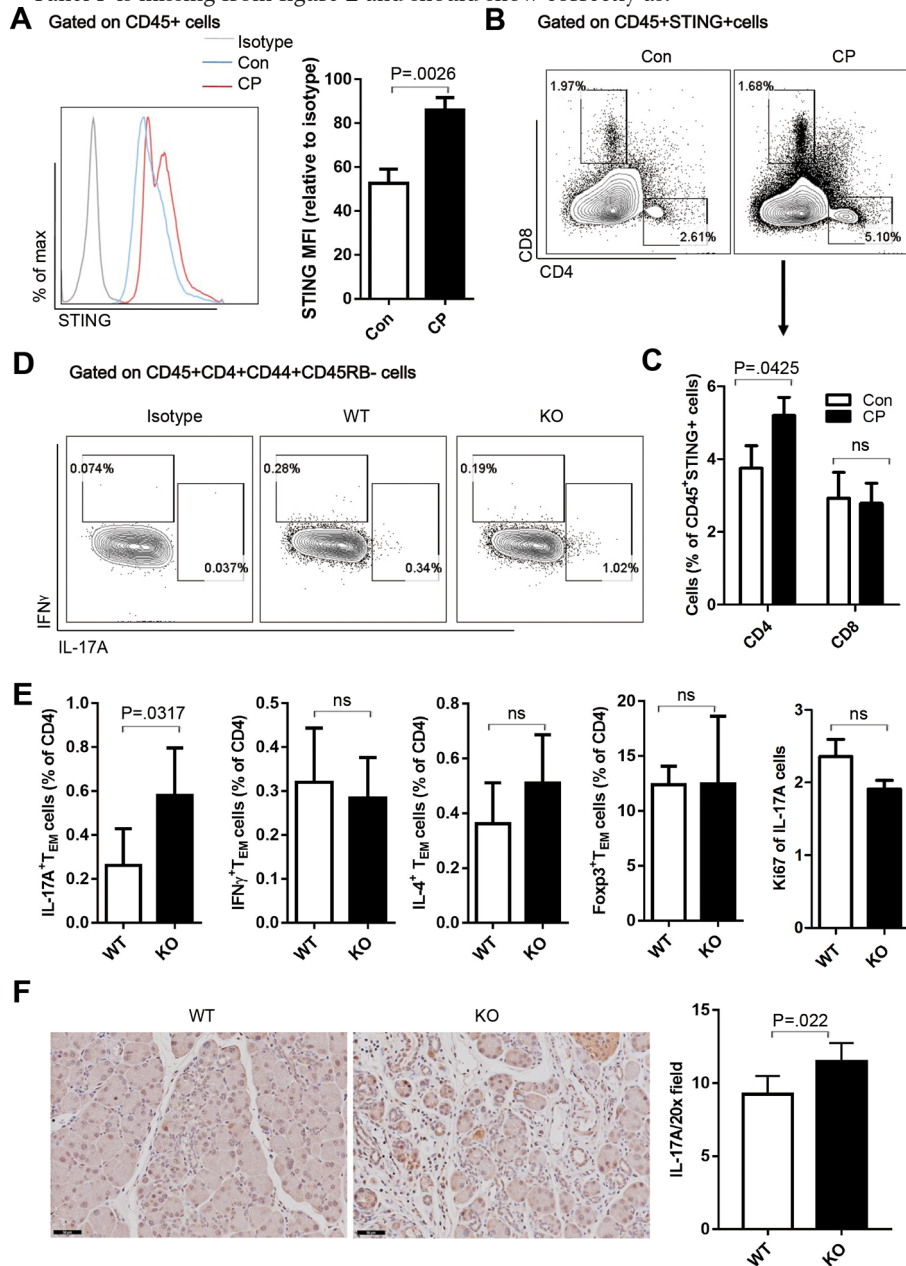 Panel F is missing from figure 2 and should show correctly as:
A Gated on CD45+ cells
Isotype
Con
CP
% of max
STING
P=.0026
STING MFI (relative to isotype)
100
80
60
40
20
0
Con CP
B Gated on CD45+STING+cells
Con CP
1.97%
2.61%
1.68%
5.10%
CD8
CD4
C
P=.0425
Con
CP
ns
Cells (% of CD45+STING+ cells)
6
4
2
0
CD4 CD8
D Gated on CD45+CD4+CD44+CD45RB- cells
Isotype WT KO
0.074%
0.037%
0.28%
0.34%
0.19%
1.02%
IFNγ
IL-17A
E
P=.0317
IL-17A+TEM cells (% of CD4)
1.0
0.8
0.6
0.4
0.2
0.0
WT KO
ns
IFNγ+TEM cells (% of CD4)
0.5
0.4
0.3
0.2
0.1
0.0
WT KO
ns
IL-4+ TEM cells (% of CD4)
0.8
0.6
0.4
0.2
0.0
WT KO
ns
Foxp3+TEM cells (% of CD4)
20
15
10
5
0
WT KO
ns
Ki67 of IL-17A cells
3
2
1
0
WT KO
F
WT KO
P=.022
IL-17A/20x field
15
10
5
0
WT KO